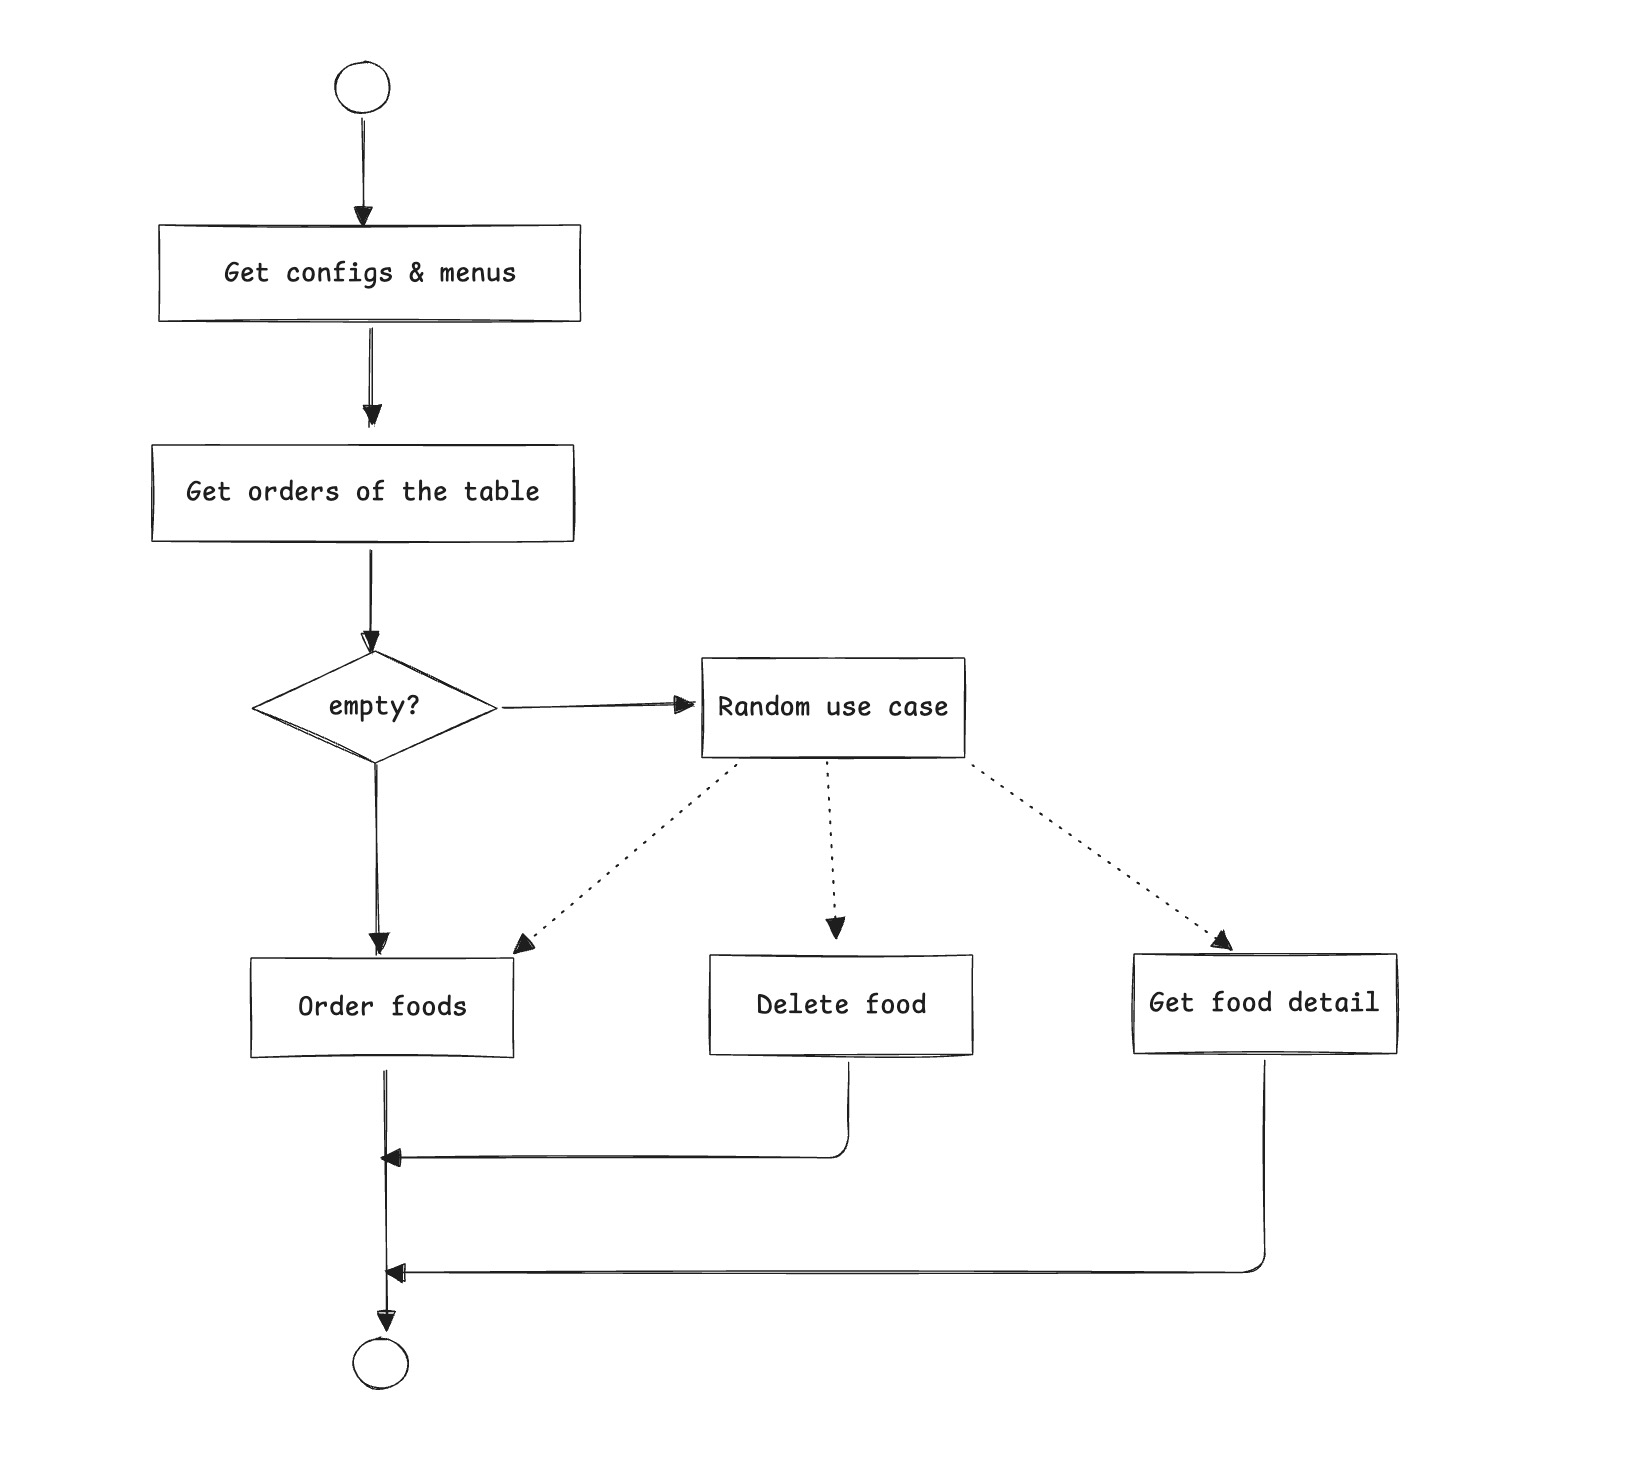 Get configs & menus
Get orders of the table
empty?
Random use case
Order foods
Delete food
Get food detail